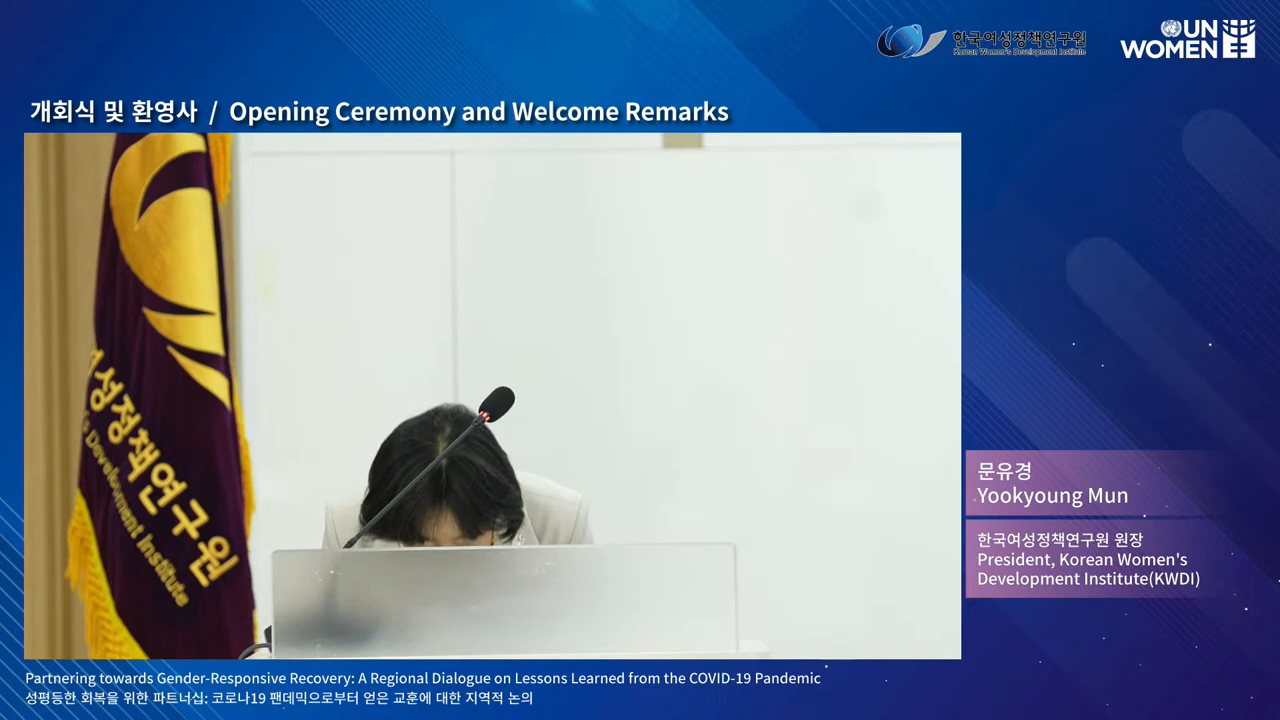 한국여성정책연구원
Korean Women's Development Institute
UN
WOMEN
개회식 및 환영사 / Opening Ceremony and Welcome Remarks
여성정책연구원
Development Institute
문유경
Yookyoung Mun
한국여성정책연구원 원장
President, Korean Women's
Development Institute(KWDI)
Partnering towards Gender-Responsive Recovery: A Regional Dialogue on Lessons Learned from the COVID-19 Pandemic
성평등한 회복을 위한 파트너십: 코로나19 팬데믹으로부터 얻은 교훈에 대한 지역적 논의